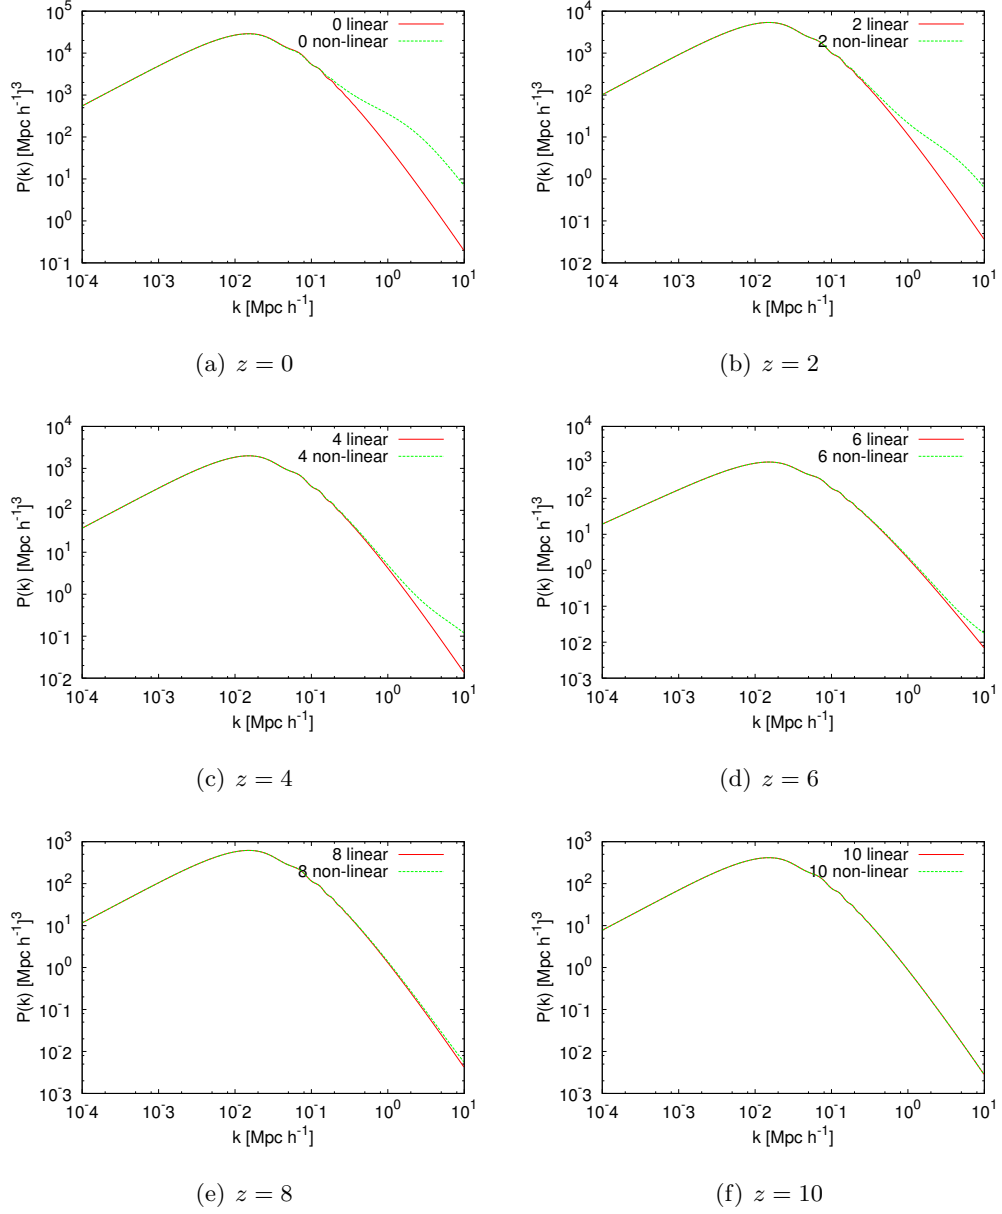 0 linear
0 non-linear
10^5
10^4
10^3
10^2
10^1
10^0
10^-1
P(k) [Mpc h^-1]^3
10^-4 10^-3 10^-2 10^-1 10^0 10^1
k [Mpc h^-1]
(a) z = 0
2 linear
2 non-linear
10^4
10^3
10^2
10^1
10^0
10^-1
10^-2
P(k) [Mpc h^-1]^3
10^-4 10^-3 10^-2 10^-1 10^0 10^1
k [Mpc h^-1]
(b) z = 2
4 linear
4 non-linear
10^4
10^3
10^2
10^1
10^0
10^-1
10^-2
P(k) [Mpc h^-1]^3
10^-4 10^-3 10^-2 10^-1 10^0 10^1
k [Mpc h^-1]
(c) z = 4
6 linear
6 non-linear
10^4
10^3
10^2
10^1
10^0
10^-1
10^-2
10^-3
P(k) [Mpc h^-1]^3
10^-4 10^-3 10^-2 10^-1 10^0 10^1
k [Mpc h^-1]
(d) z = 6
8 linear
8 non-linear
10^3
10^2
10^1
10^0
10^-1
10^-2
10^-3
P(k) [Mpc h^-1]^3
10^-4 10^-3 10^-2 10^-1 10^0 10^1
k [Mpc h^-1]
(e) z = 8
10 linear
10 non-linear
10^3
10^2
10^1
10^0
10^-1
10^-2
10^-3
P(k) [Mpc h^-1]^3
10^-4 10^-3 10^-2 10^-1 10^0 10^1
k [Mpc h^-1]
(f) z = 10